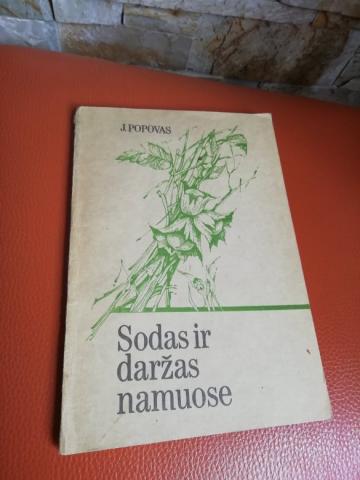 J. POPOVAS
Sodas ir
daržas
namuose